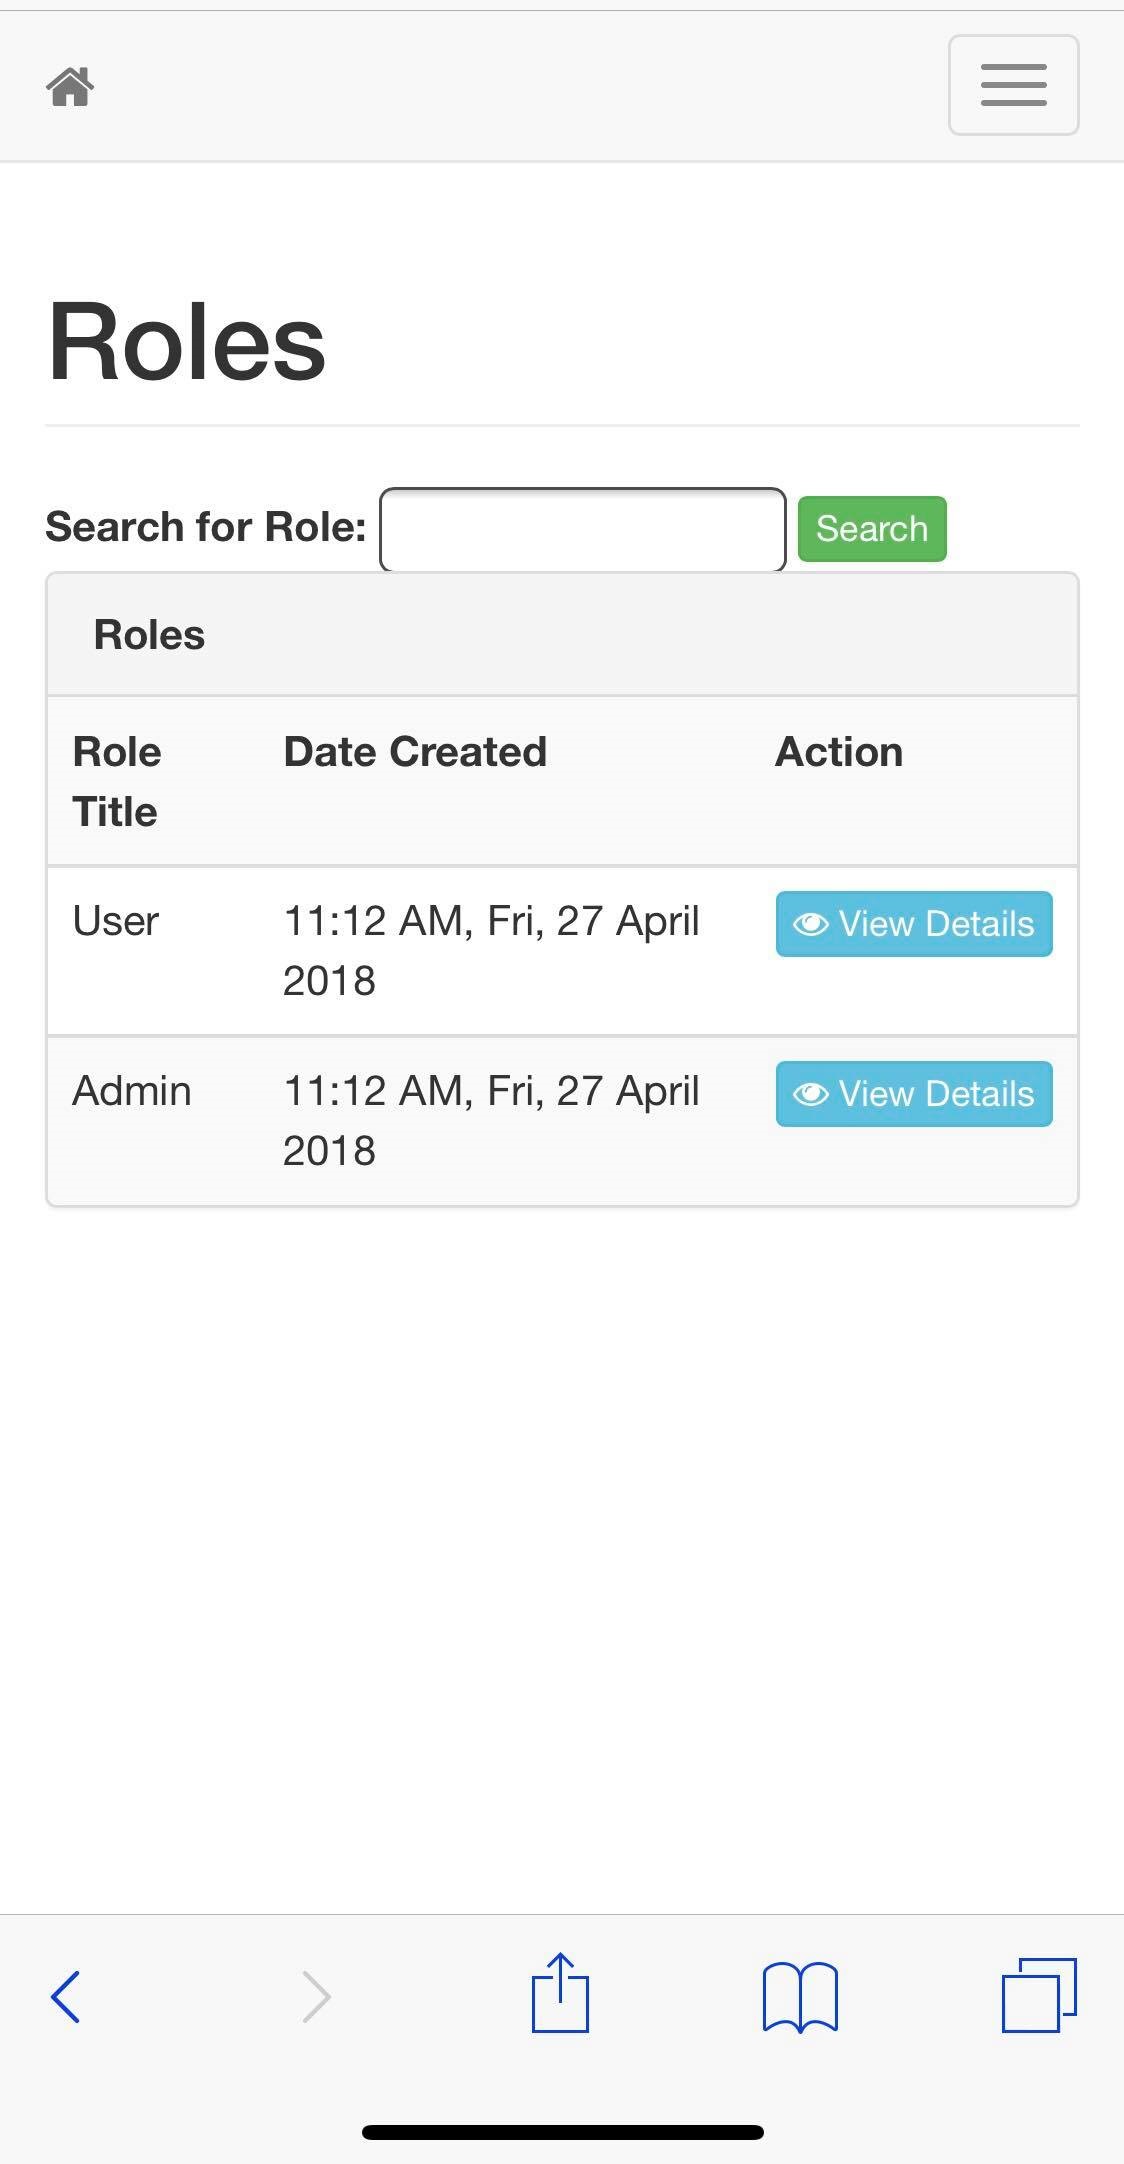 Roles
Search for Role: Search
Roles
Role Date Created Action
Title
User 11:12 AM, Fri, 27 April View Details
2018
Admin 11:12 AM, Fri, 27 April View Details
2018